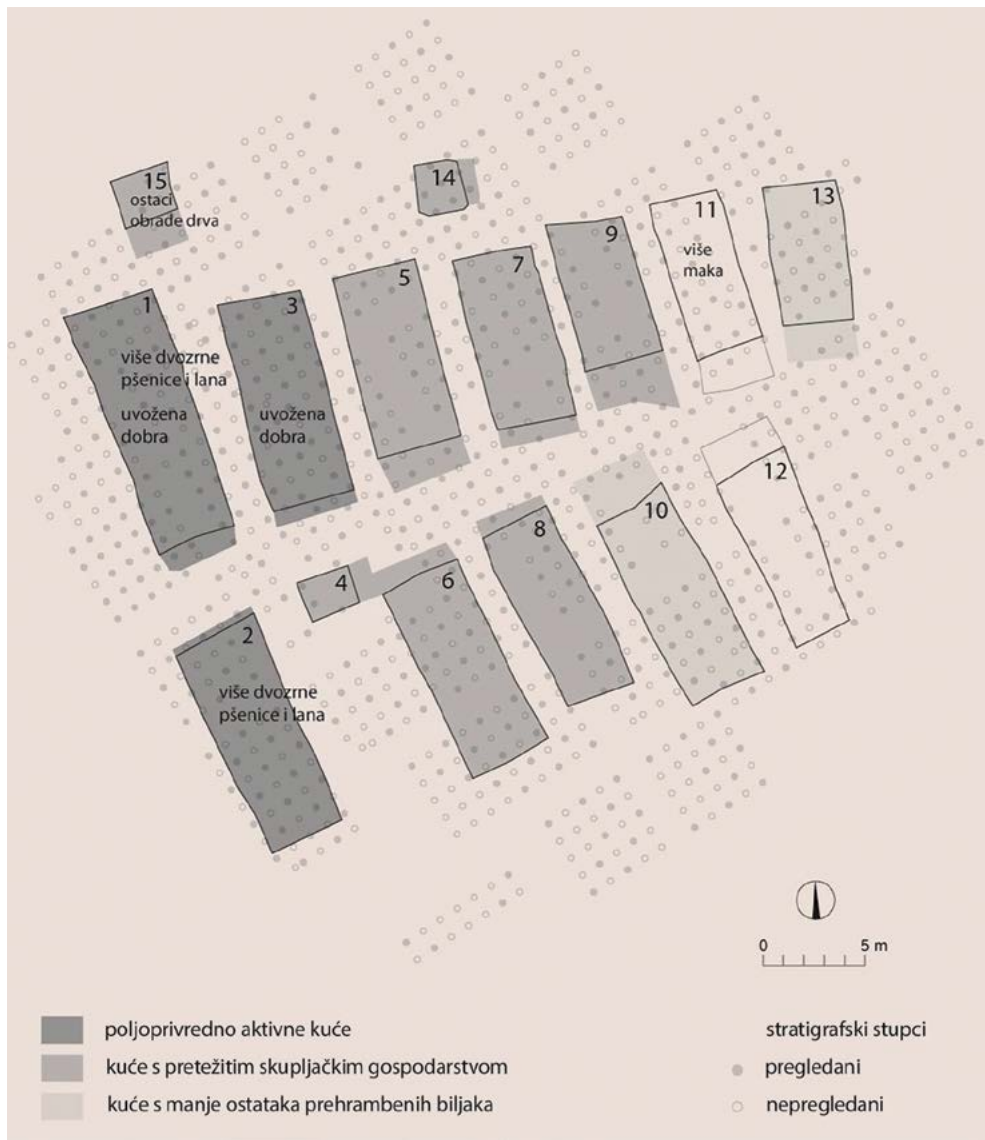 15
ostaci
obrade drva
14
13
11
više
maka
9
7
5
3
uvožena
dobra
1
više dvozrne
pšenice i lana
uvožena
dobra
12
10
8
6
4
2
više dvozrne
pšenice i lana
0 5 m
poljoprivredno aktivne kuće
kuće s pretežitim skupljačkim gospodarstvom
kuće s manje ostataka prehrambenih biljaka
stratigrafski stupci
pregledani
nepregledani